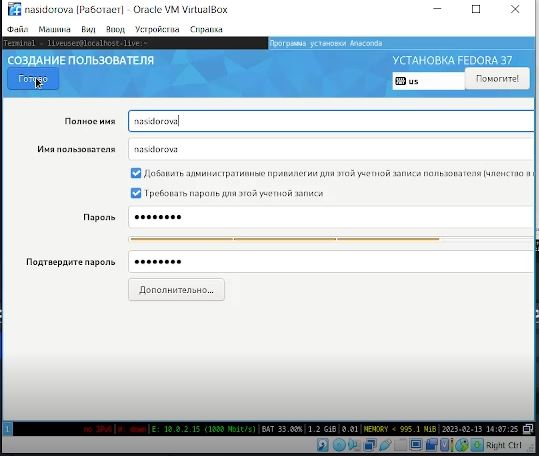 nasidorova [Работает] - Oracle VM VirtualBox
Файл Машина Вид Ввод Устройства Справка
Terminal - liveuser@localhost-live:~ Программа установки Anaconda
СОЗДАНИЕ ПОЛЬЗОВАТЕЛЯ УСТАНОВКА FEDORA 37
Готово us Помогите!
Полное имя nasidorova
Имя пользователя nasidorova
Добавить административные привилегии для этой учетной записи пользователя (членство в
Требовать пароль для этой учетной записи
Пароль ••••••••
Подтвердите пароль ••••••••
Дополнительно...
1 no IPv6 W: down E: 10.0.2.15 (1000 Mbit/s) BAT 33.00% 1.2 GiB 0.01 MEMORY < 995.1 MiB 2023-02-13 14:07:25
Right Ctrl